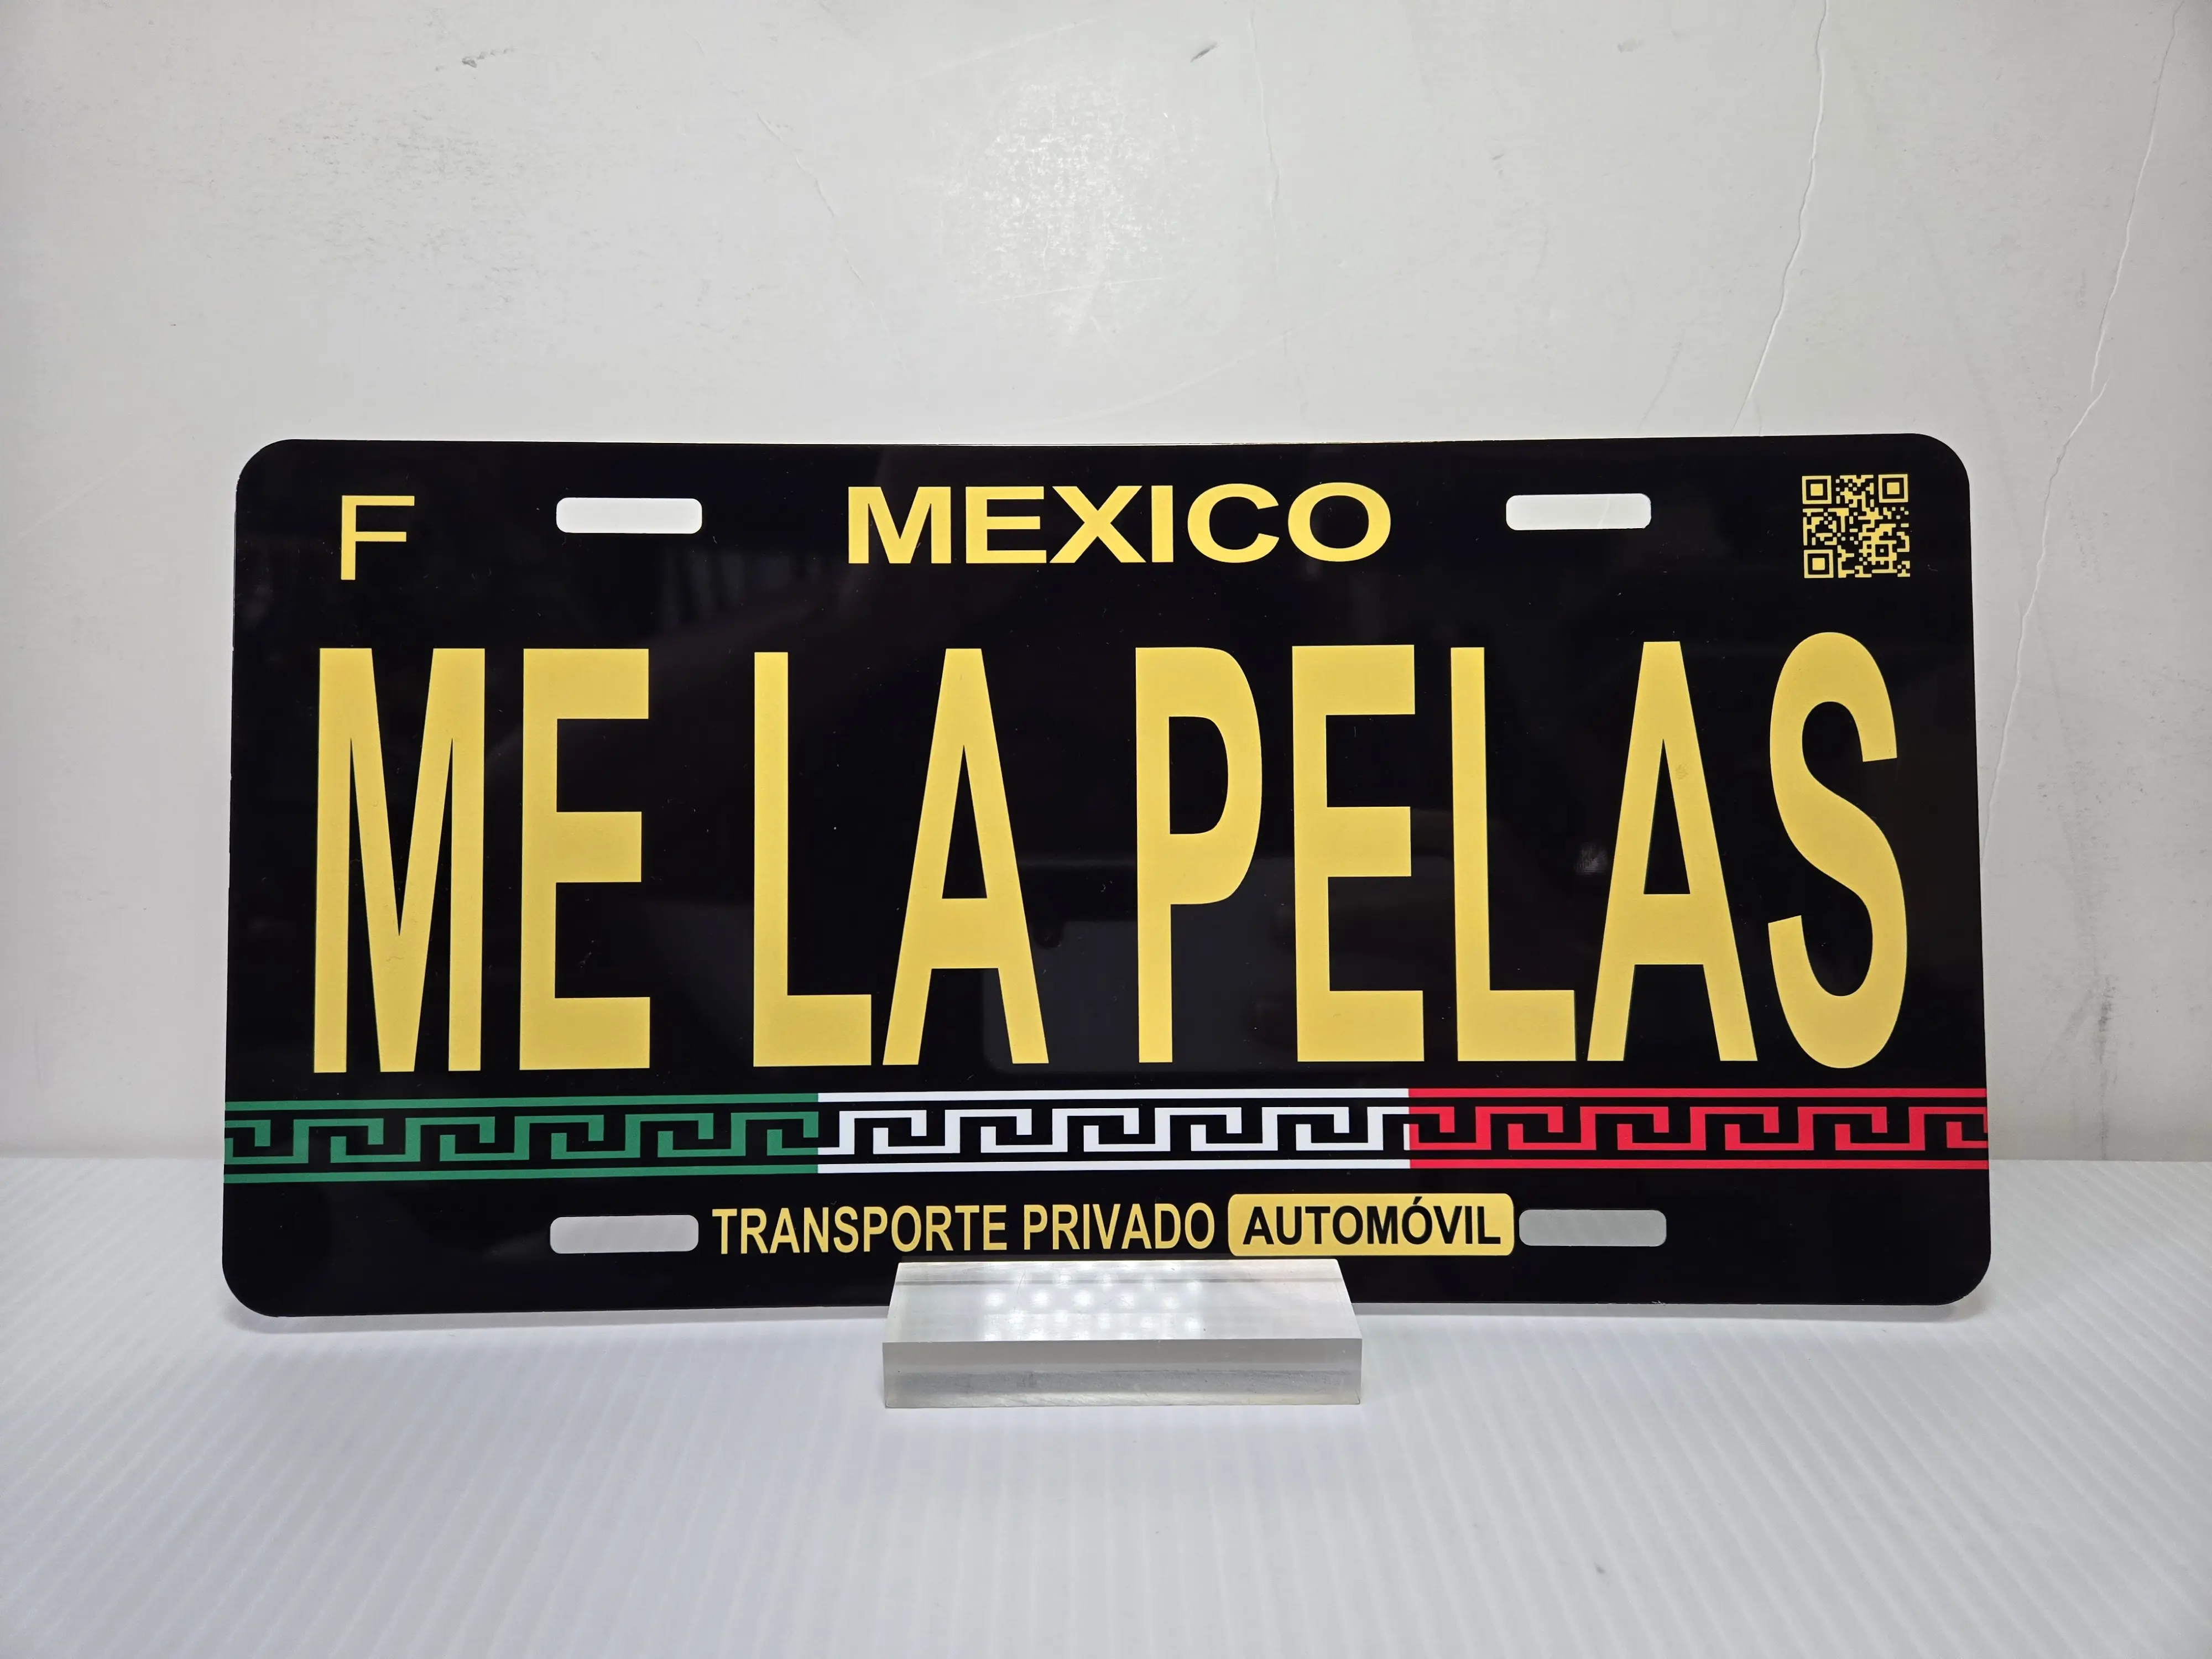 F MEXICO
ME LA PELAS
TRANSPORTE PRIVADO AUTOMÓVIL